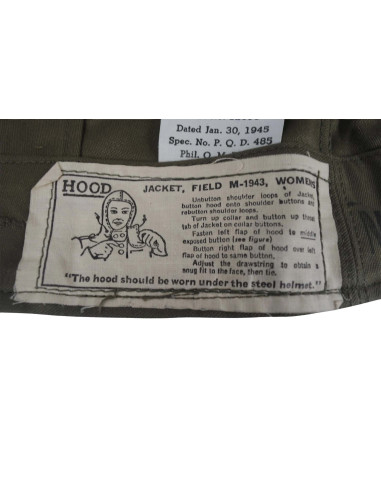 Dated Jan. 30, 1945
Spec. No. P. Q. D. 485
Phil. Q. M.
HOOD JACKET, FIELD M-1943, WOMENS
Unbutton shoulder loops of Jacket,
button hood onto shoulder buttons and
rebutton shoulder loops.
Turn up collar and button up throat
tab of Jacket on collar buttons.
Fasten left flap of hood to middle
exposed button (see figure)
Button right flap of hood over left
flap of hood to same button.
Adjust the drawstring to obtain a
snug fit to the face, then tie.
"The hood should be worn under the steel helmet."